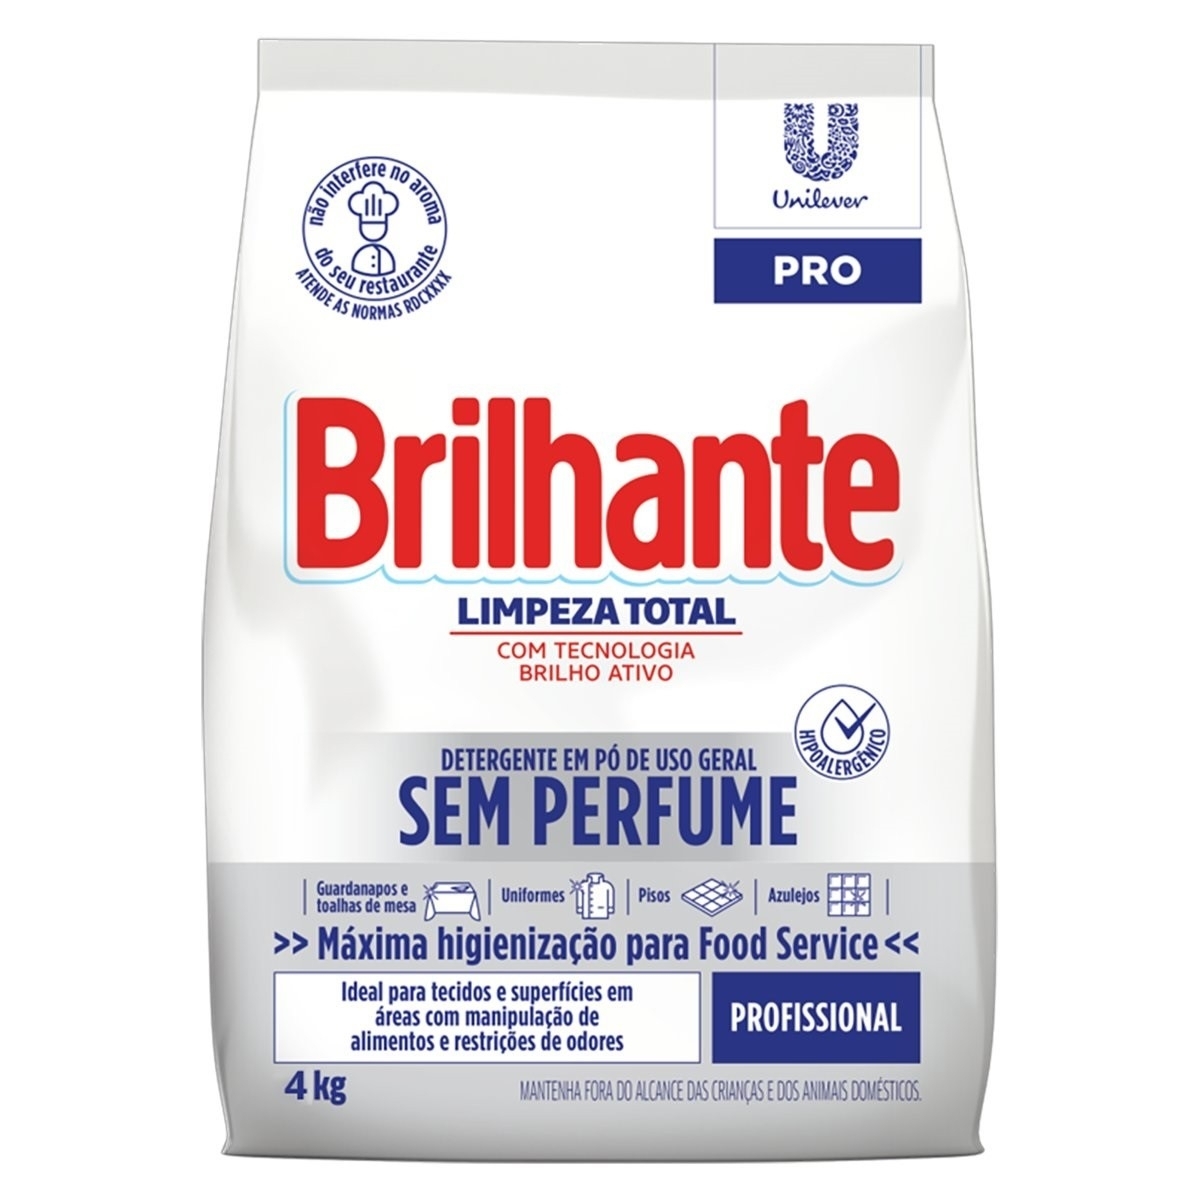 não interfere no aroma
do seu restaurante
ATENDE AS NORMAS RDCXXXX
Unilever
PRO
Brilhante
LIMPEZA TOTAL
COM TECNOLOGIA
BRILHO ATIVO
HIPOALERGÊNICO
DETERGENTE EM PÓ DE USO GERAL
SEM PERFUME
Guardanapos e
toalhas de mesa
Uniformes
Pisos
Azulejos
>> Máxima higienização para Food Service <<
Ideal para tecidos e superfícies em
áreas com manipulação de
alimentos e restrições de odores
PROFISSIONAL
4 kg
MANTENHA FORA DO ALCANCE DAS CRIANÇAS E DOS ANIMAIS DOMÉSTICOS.